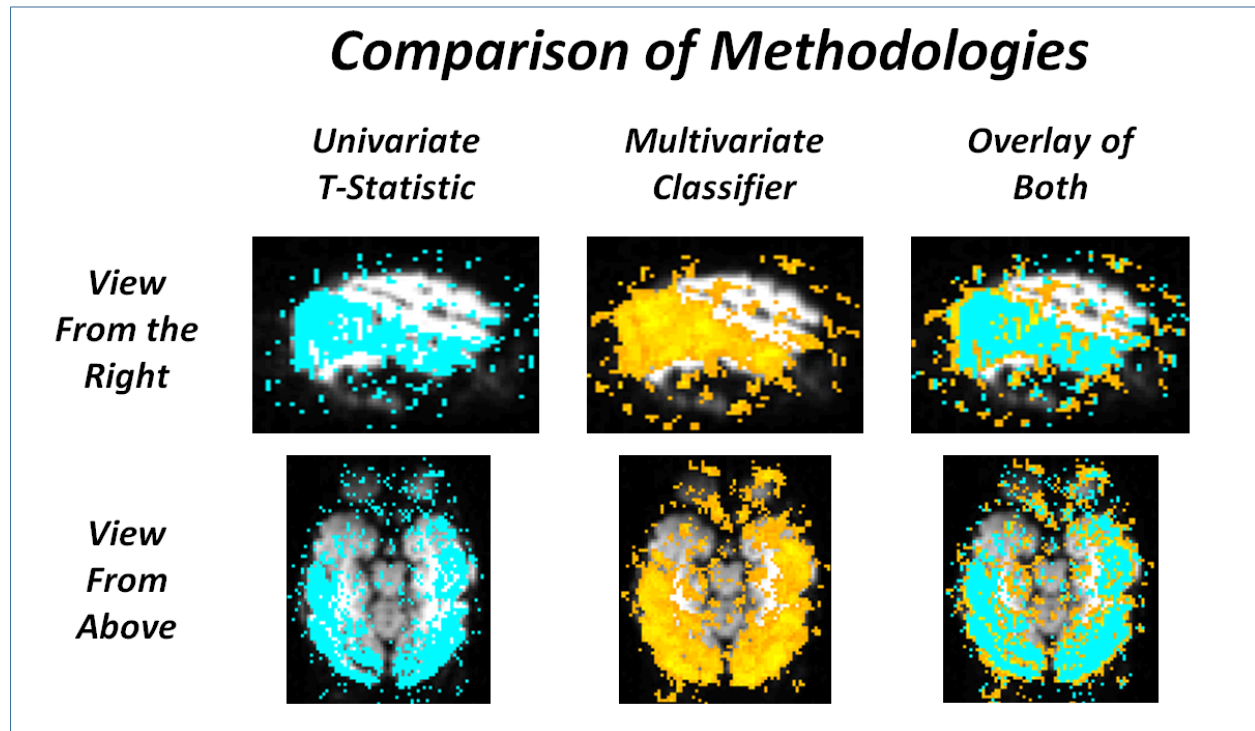 Comparison of Methodologies
Univariate
T-Statistic
Multivariate
Classifier
Overlay of
Both
View
From the
Right
View
From
Above